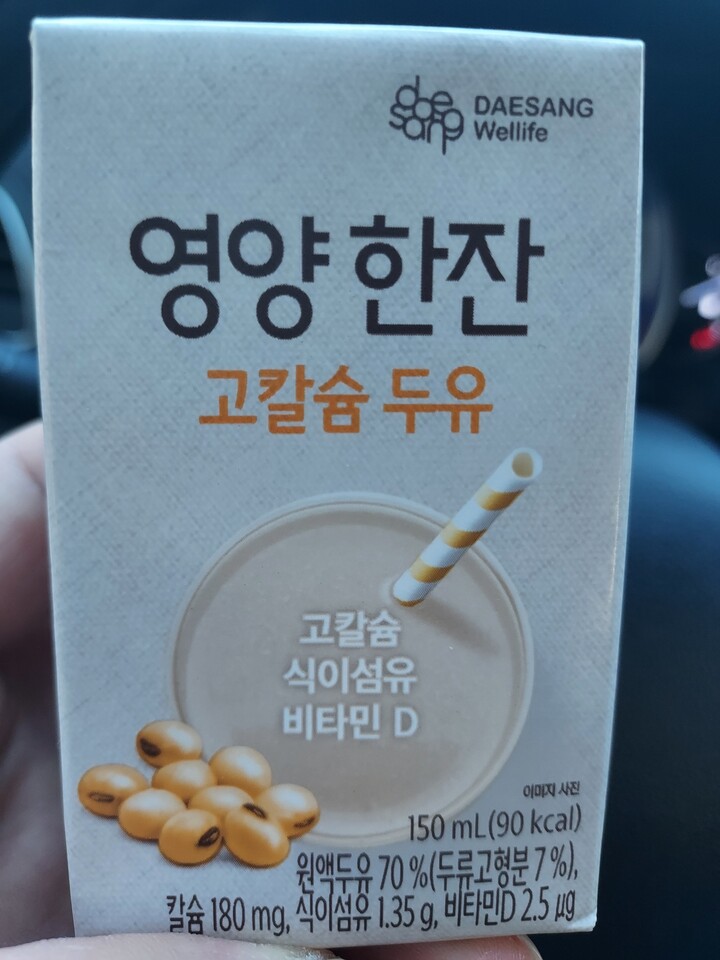 dae
sang
DAESANG
Wellife
영양 한잔
고칼슘 두유
고칼슘
식이섬유
비타민 D
이미지 사진
150 mL(90 kcal)
원액두유 70 %(두류고형분 7 %),
칼슘 180 mg, 식이섬유 1.35 g, 비타민D 2.5 μg